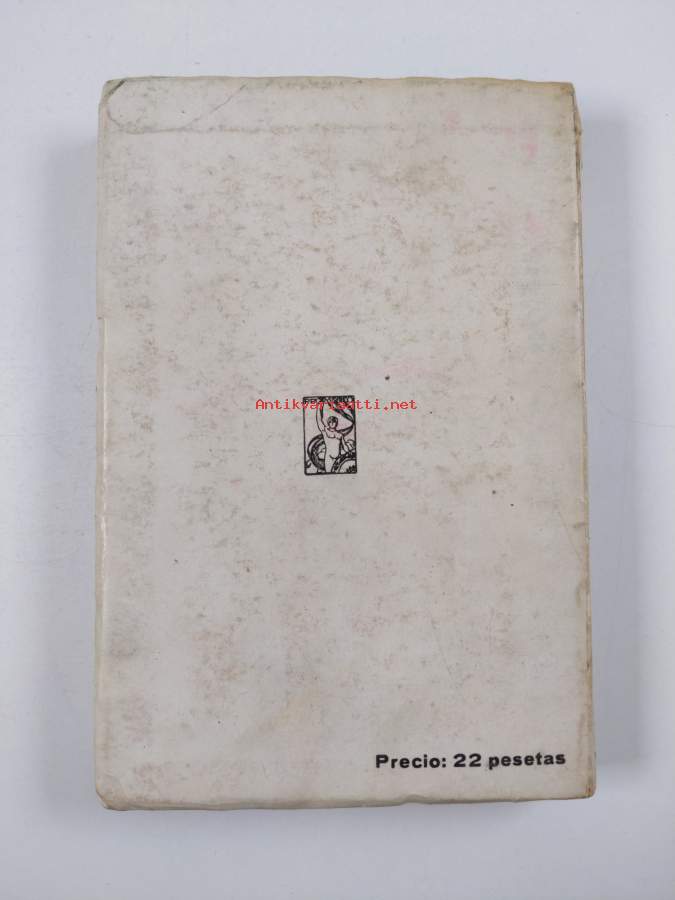 Antikvariaatti.net
Precio: 22 pesetas